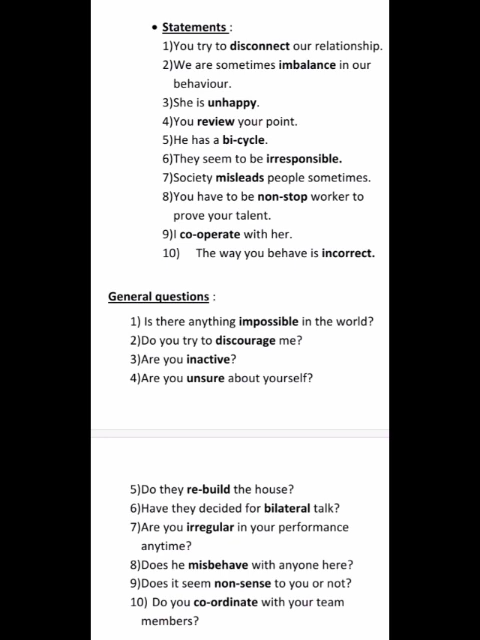 • Statements :
1)You try to disconnect our relationship.
2)We are sometimes imbalance in our
behaviour.
3)She is unhappy.
4)You review your point.
5)He has a bi-cycle.
6)They seem to be irresponsible.
7)Society misleads people sometimes.
8)You have to be non-stop worker to
prove your talent.
9)I co-operate with her.
10) The way you behave is incorrect.
General questions :
1) Is there anything impossible in the world?
2)Do you try to discourage me?
3)Are you inactive?
4)Are you unsure about yourself?
5)Do they re-build the house?
6)Have they decided for bilateral talk?
7)Are you irregular in your performance
anytime?
8)Does he misbehave with anyone here?
9)Does it seem non-sense to you or not?
10) Do you co-ordinate with your team
members?